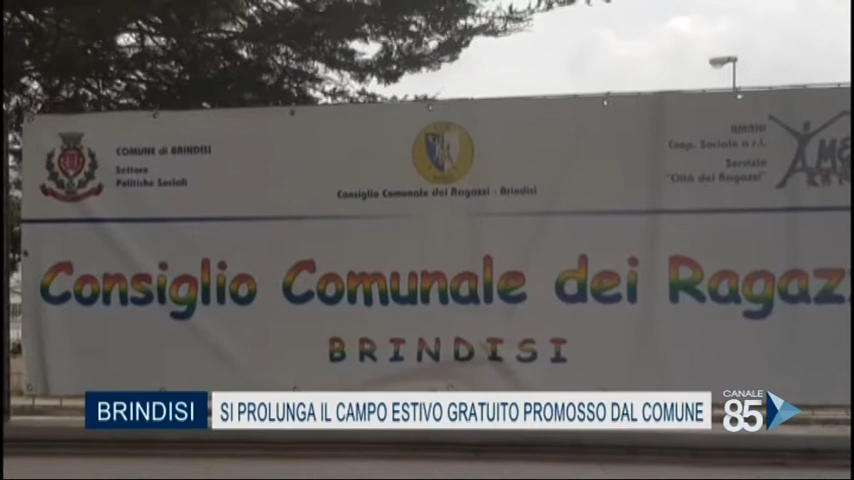 COMUNE di BRINDISI
Settore
Politiche Sociali
Consiglio Comunale dei Ragazzi - Brindisi
AMANI
Coop. Sociale a r.l.
Servizio
"Città dei Ragazzi"
Consiglio Comunale dei Ragaz
BRINDISI
BRINDISI
SI PROLUNGA IL CAMPO ESTIVO GRATUITO PROMOSSO DAL COMUNE
CANALE
85